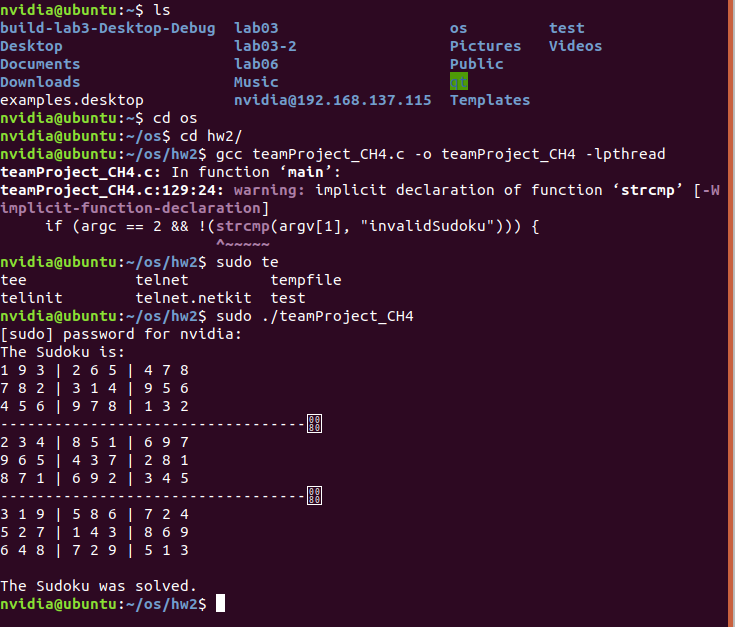 nvidia@ubuntu:~$ ls
build-lab3-Desktop-Debug  lab03                      os         test
Desktop                   lab03-2                    Pictures   Videos
Documents                 lab06                      Public
Downloads                 Music                      qt
examples.desktop          nvidia@192.168.137.115  Templates
nvidia@ubuntu:~$ cd os
nvidia@ubuntu:~/os$ cd hw2/
nvidia@ubuntu:~/os/hw2$ gcc teamProject_CH4.c -o teamProject_CH4 -lpthread
teamProject_CH4.c: In function ‘main’:
teamProject_CH4.c:129:24: warning: implicit declaration of function ‘strcmp’ [-W
implicit-function-declaration]
     if (argc == 2 && !(strcmp(argv[1], "invalidSudoku"))) {
                        ^~~~~~
nvidia@ubuntu:~/os/hw2$ sudo te
tee            telnet         tempfile
telinit        telnet.netkit  test
nvidia@ubuntu:~/os/hw2$ sudo ./teamProject_CH4
[sudo] password for nvidia:
The Sudoku is:
1 9 3 | 2 6 5 | 4 7 8
7 8 2 | 3 1 4 | 9 5 6
4 5 6 | 9 7 8 | 1 3 2
----------------------------------0080
2 3 4 | 8 5 1 | 6 9 7
9 6 5 | 4 3 7 | 2 8 1
8 7 1 | 6 9 2 | 3 4 5
----------------------------------0080
3 1 9 | 5 8 6 | 7 2 4
5 2 7 | 1 4 3 | 8 6 9
6 4 8 | 7 2 9 | 5 1 3
The Sudoku was solved.
nvidia@ubuntu:~/os/hw2$